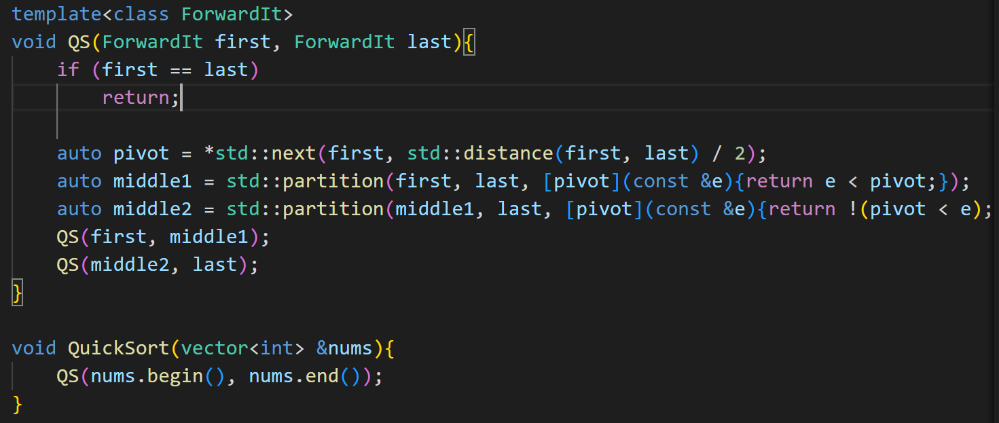 template<class ForwardIt>
void QS(ForwardIt first, ForwardIt last){
    if (first == last)
        return;

    auto pivot = *std::next(first, std::distance(first, last) / 2);
    auto middle1 = std::partition(first, last, [pivot](const &e){return e < pivot;});
    auto middle2 = std::partition(middle1, last, [pivot](const &e){return !(pivot < e);
    QS(first, middle1);
    QS(middle2, last);
}

void QuickSort(vector<int> &nums){
    QS(nums.begin(), nums.end());
}